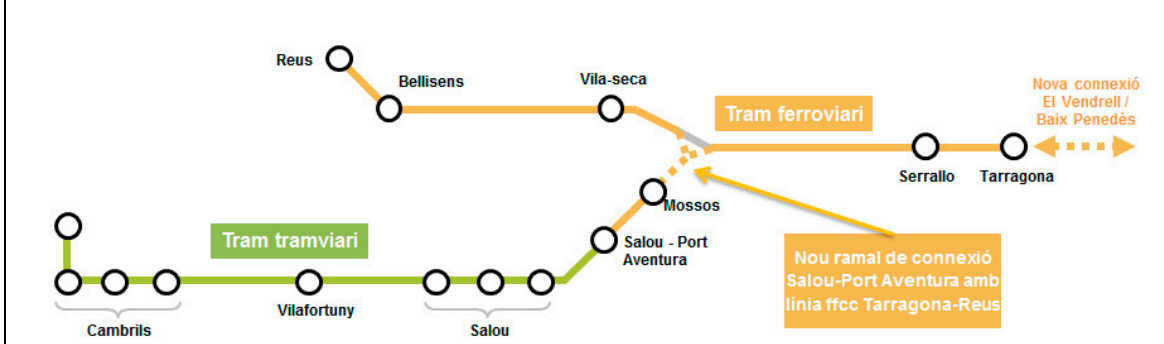 Reus
Bellisens
Vila-seca
Tram ferroviari
Nova connexió
El Vendrell /
Baix Penedès
Serrallo
Tarragona
Mossos
Tram tramviari
Salou - Port
Aventura
Nou ramal de connexió
Salou-Port Aventura amb
línia ffcc Tarragona-Reus
Vilafortuny
Cambrils
Salou